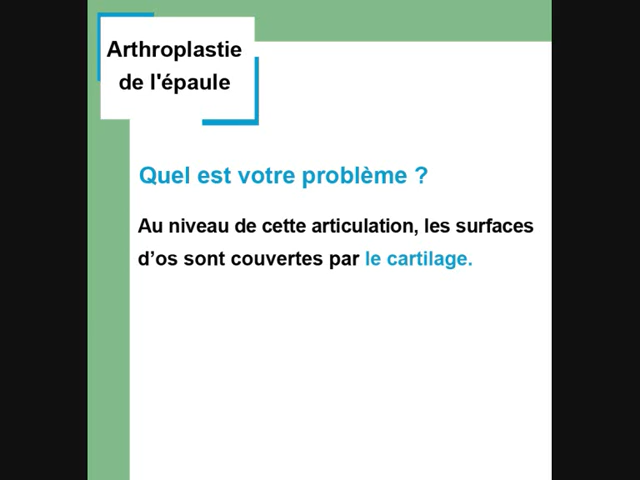 Arthroplastie
de l'épaule
Quel est votre problème ?
Au niveau de cette articulation, les surfaces
d’os sont couvertes par le cartilage.